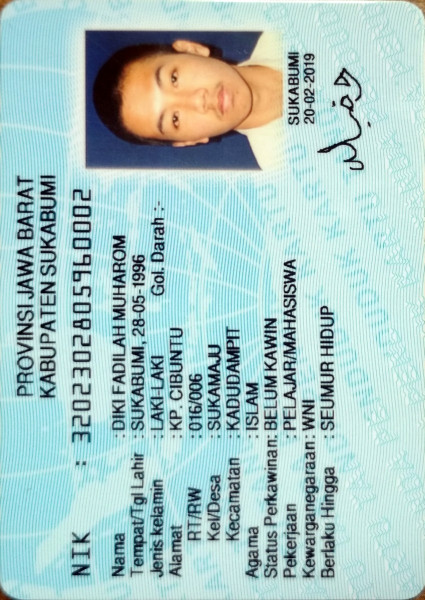 PROVINSI JAWA BARAT
KABUPATEN SUKABUMI
NIK : 3202302805960002
Nama : DIKI FADILAH MUHAROM
Tempat/Tgl Lahir : SUKABUMI, 28-05-1996
Jenis kelamin : LAKI-LAKI Gol. Darah :-
Alamat : KP. CIBUNTU
RT/RW : 016/006
Kel/Desa : SUKAMAJU
Kecamatan : KADUDAMPIT
Agama : ISLAM
Status Perkawinan: BELUM KAWIN
Pekerjaan : PELAJAR/MAHASISWA
Kewarganegaraan: WNI
Berlaku Hingga : SEUMUR HIDUP
SUKABUMI
20-02-2019